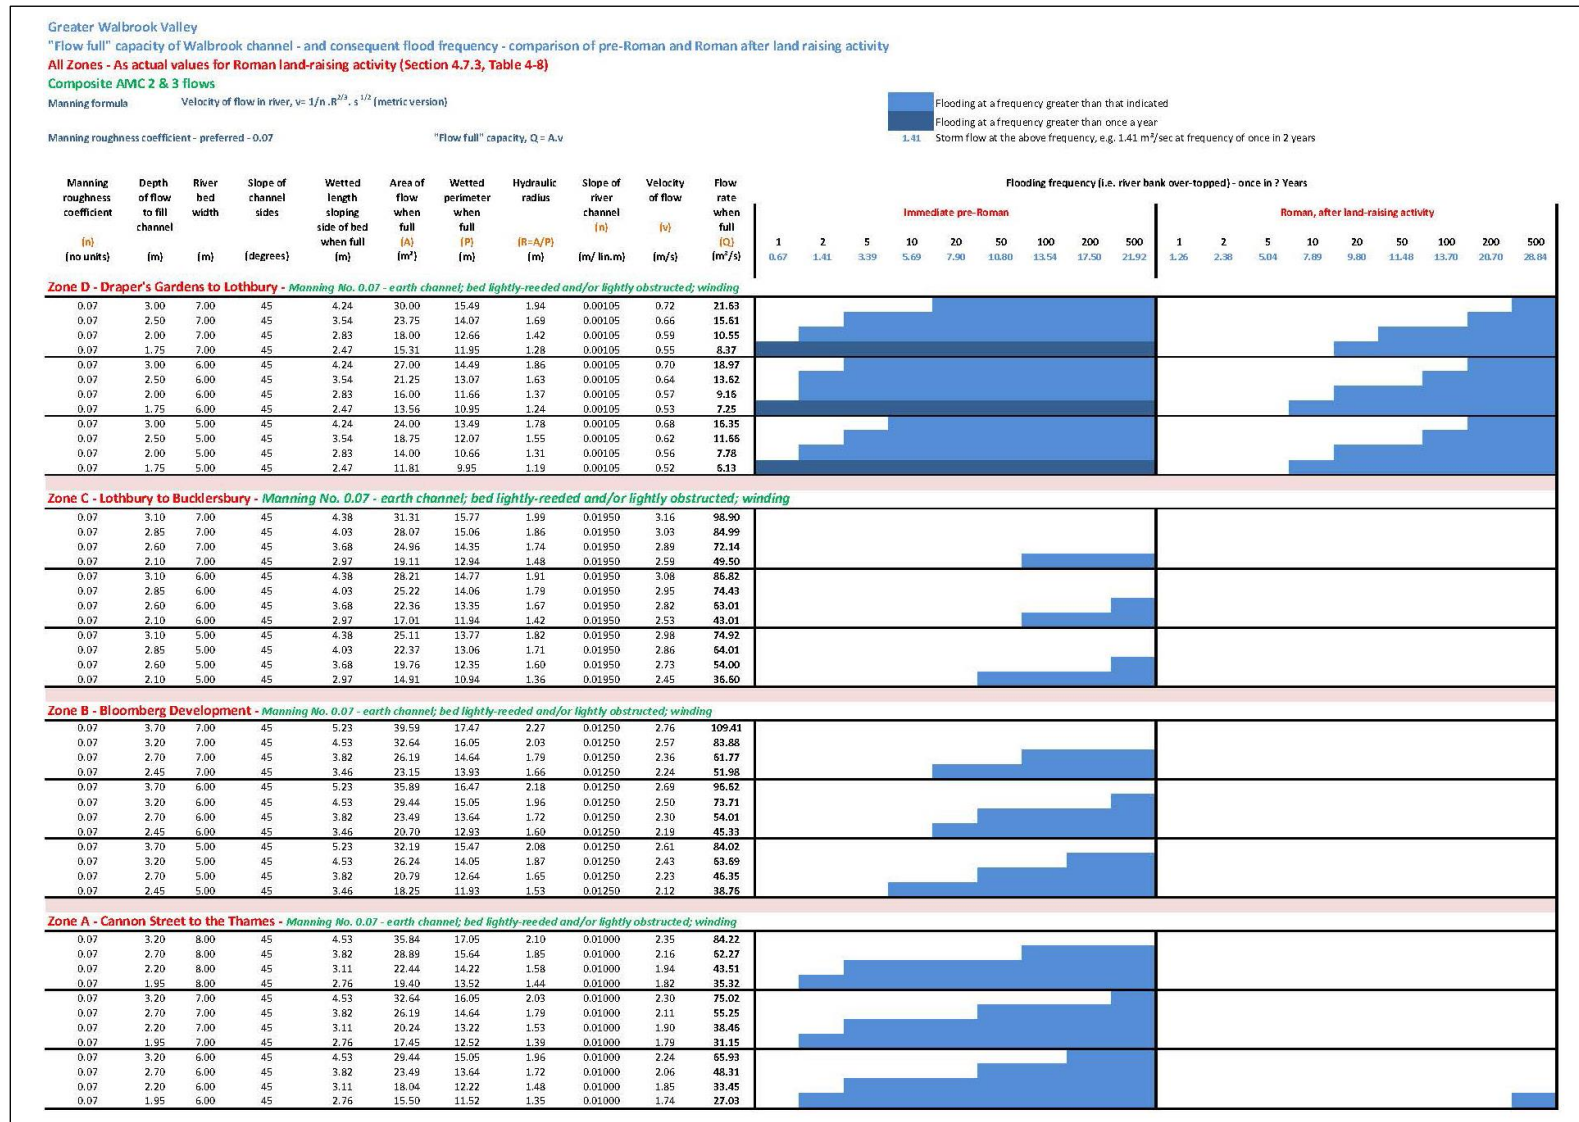 Greater Walbrook Valley
"Flow full" capacity of Walbrook channel - and consequent flood frequency - comparison of pre-Roman and Roman after land raising activity
All Zones - As actual values for Roman land-raising activity (Section 4.7.3, Table 4-8)
Composite AMC 2 & 3 flows
Manning formula Velocity of flow in river, v= 1/n .R^2/3 . s^1/2 (metric version)
Flooding at a frequency greater than that indicated
Flooding at a frequency greater than once a year
Manning roughness coefficient - preferred - 0.07 "Flow full" capacity, Q = A.v
1.41 Storm flow at the above frequency, e.g. 1.41 m³/sec at frequency of once in 2 years
Manning roughness coefficient (n) (no units)
Depth of flow to fill channel (m)
River bed width (m)
Slope of channel sides (degrees)
Wetted length sloping side of bed when full (m)
Area of flow when full (A) (m²)
Wetted perimeter when full (P) (m)
Hydraulic radius (R=A/P) (m)
Slope of river channel (n) (m/ lin.m)
Velocity of flow (v) (m/s)
Flow rate when full (Q) (m³/s)
Flooding frequency (i.e. river bank over-topped) - once in ? Years
Immediate pre-Roman Roman, after land-raising activity
1 2 5 10 20 50 100 200 500 1 2 5 10 20 50 100 200 500
0.67 1.41 3.39 5.69 7.90 10.80 13.54 17.50 21.92 1.26 2.38 5.04 7.89 9.80 11.48 13.70 20.70 28.84
Zone D - Draper's Gardens to Lothbury - Manning No. 0.07 - earth channel; bed lightly-reeded and/or lightly obstructed; winding
0.07 3.00 7.00 45 4.24 30.00 15.49 1.94 0.00105 0.72 21.63
0.07 2.50 7.00 45 3.54 23.75 14.07 1.69 0.00105 0.66 15.61
0.07 2.00 7.00 45 2.83 18.00 12.66 1.42 0.00105 0.59 10.55
0.07 1.75 7.00 45 2.47 15.31 11.95 1.28 0.00105 0.55 8.37
0.07 3.00 6.00 45 4.24 27.00 14.49 1.86 0.00105 0.70 18.97
0.07 2.50 6.00 45 3.54 21.25 13.07 1.63 0.00105 0.64 13.62
0.07 2.00 6.00 45 2.83 16.00 11.66 1.37 0.00105 0.57 9.16
0.07 1.75 6.00 45 2.47 13.56 10.95 1.24 0.00105 0.53 7.25
0.07 3.00 5.00 45 4.24 24.00 13.49 1.78 0.00105 0.68 16.35
0.07 2.50 5.00 45 3.54 18.75 12.07 1.55 0.00105 0.62 11.66
0.07 2.00 5.00 45 2.83 14.00 10.66 1.31 0.00105 0.56 7.78
0.07 1.75 5.00 45 2.47 11.81 9.95 1.19 0.00105 0.52 6.13
Zone C - Lothbury to Bucklersbury - Manning No. 0.07 - earth channel; bed lightly-reeded and/or lightly obstructed; winding
0.07 3.10 7.00 45 4.38 31.31 15.77 1.99 0.01950 3.16 98.90
0.07 2.85 7.00 45 4.03 28.07 15.06 1.86 0.01950 3.03 84.99
0.07 2.60 7.00 45 3.68 24.96 14.35 1.74 0.01950 2.89 72.14
0.07 2.10 7.00 45 2.97 19.11 12.94 1.48 0.01950 2.59 49.50
0.07 3.10 6.00 45 4.38 28.21 14.77 1.91 0.01950 3.08 86.82
0.07 2.85 6.00 45 4.03 25.22 14.06 1.79 0.01950 2.95 74.43
0.07 2.60 6.00 45 3.68 22.36 13.35 1.67 0.01950 2.82 63.01
0.07 2.10 6.00 45 2.97 17.01 11.94 1.42 0.01950 2.53 43.01
0.07 3.10 5.00 45 4.38 25.11 13.77 1.82 0.01950 2.98 74.92
0.07 2.85 5.00 45 4.03 22.37 13.06 1.71 0.01950 2.86 64.01
0.07 2.60 5.00 45 3.68 19.76 12.35 1.60 0.01950 2.73 54.00
0.07 2.10 5.00 45 2.97 14.91 10.94 1.36 0.01950 2.45 36.60
Zone B - Bloomberg Development - Manning No. 0.07 - earth channel; bed lightly-reeded and/or lightly obstructed; winding
0.07 3.70 7.00 45 5.23 39.59 17.47 2.27 0.01250 2.76 109.41
0.07 3.20 7.00 45 4.53 32.64 16.05 2.03 0.01250 2.57 83.88
0.07 2.70 7.00 45 3.82 26.19 14.64 1.79 0.01250 2.36 61.77
0.07 2.45 7.00 45 3.46 23.15 13.93 1.66 0.01250 2.24 51.98
0.07 3.70 6.00 45 5.23 35.89 16.47 2.18 0.01250 2.69 96.62
0.07 3.20 6.00 45 4.53 29.44 15.05 1.96 0.01250 2.50 73.71
0.07 2.70 6.00 45 3.82 23.49 13.64 1.72 0.01250 2.30 54.01
0.07 2.45 6.00 45 3.46 20.70 12.93 1.60 0.01250 2.19 45.33
0.07 3.70 5.00 45 5.23 32.19 15.47 2.08 0.01250 2.61 84.02
0.07 3.20 5.00 45 4.53 26.24 14.05 1.87 0.01250 2.43 63.69
0.07 2.70 5.00 45 3.82 20.79 12.64 1.65 0.01250 2.23 46.35
0.07 2.45 5.00 45 3.46 18.25 11.93 1.53 0.01250 2.12 38.76
Zone A - Cannon Street to the Thames - Manning No. 0.07 - earth channel; bed lightly-reeded and/or lightly obstructed; winding
0.07 3.20 8.00 45 4.53 35.84 17.05 2.10 0.01000 2.35 84.22
0.07 2.70 8.00 45 3.82 28.89 15.64 1.85 0.01000 2.16 62.27
0.07 2.20 8.00 45 3.11 22.44 14.22 1.58 0.01000 1.94 43.51
0.07 1.95 8.00 45 2.76 19.40 13.52 1.44 0.01000 1.82 35.32
0.07 3.20 7.00 45 4.53 32.64 16.05 2.03 0.01000 2.30 75.02
0.07 2.70 7.00 45 3.82 26.19 14.64 1.79 0.01000 2.11 55.25
0.07 2.20 7.00 45 3.11 20.24 13.22 1.53 0.01000 1.90 38.46
0.07 1.95 7.00 45 2.76 17.45 12.52 1.39 0.01000 1.79 31.15
0.07 3.20 6.00 45 4.53 29.44 15.05 1.96 0.01000 2.24 65.93
0.07 2.70 6.00 45 3.82 23.49 13.64 1.72 0.01000 2.06 48.31
0.07 2.20 6.00 45 3.11 18.04 12.22 1.48 0.01000 1.85 33.45
0.07 1.95 6.00 45 2.76 15.50 11.52 1.35 0.01000 1.74 27.03